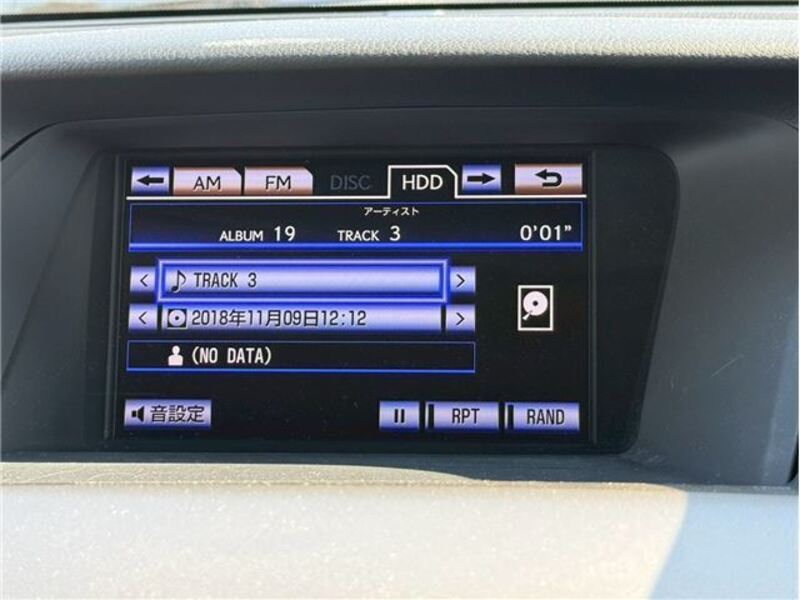 AM FM DISC HDD
アーティスト
ALBUM 19 TRACK 3 0'01”
TRACK 3
2018年11月09日12:12
(NO DATA)
音設定 RPT RAND